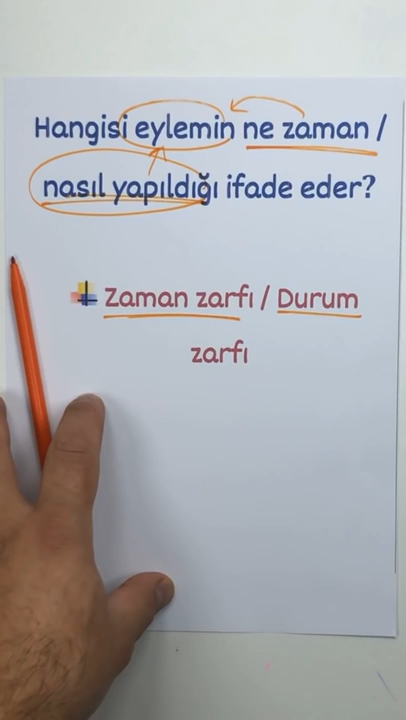 Hangisi eylemin ne zaman /
nasıl yapıldığı ifade eder?
Zaman zarfı / Durum
zarfı